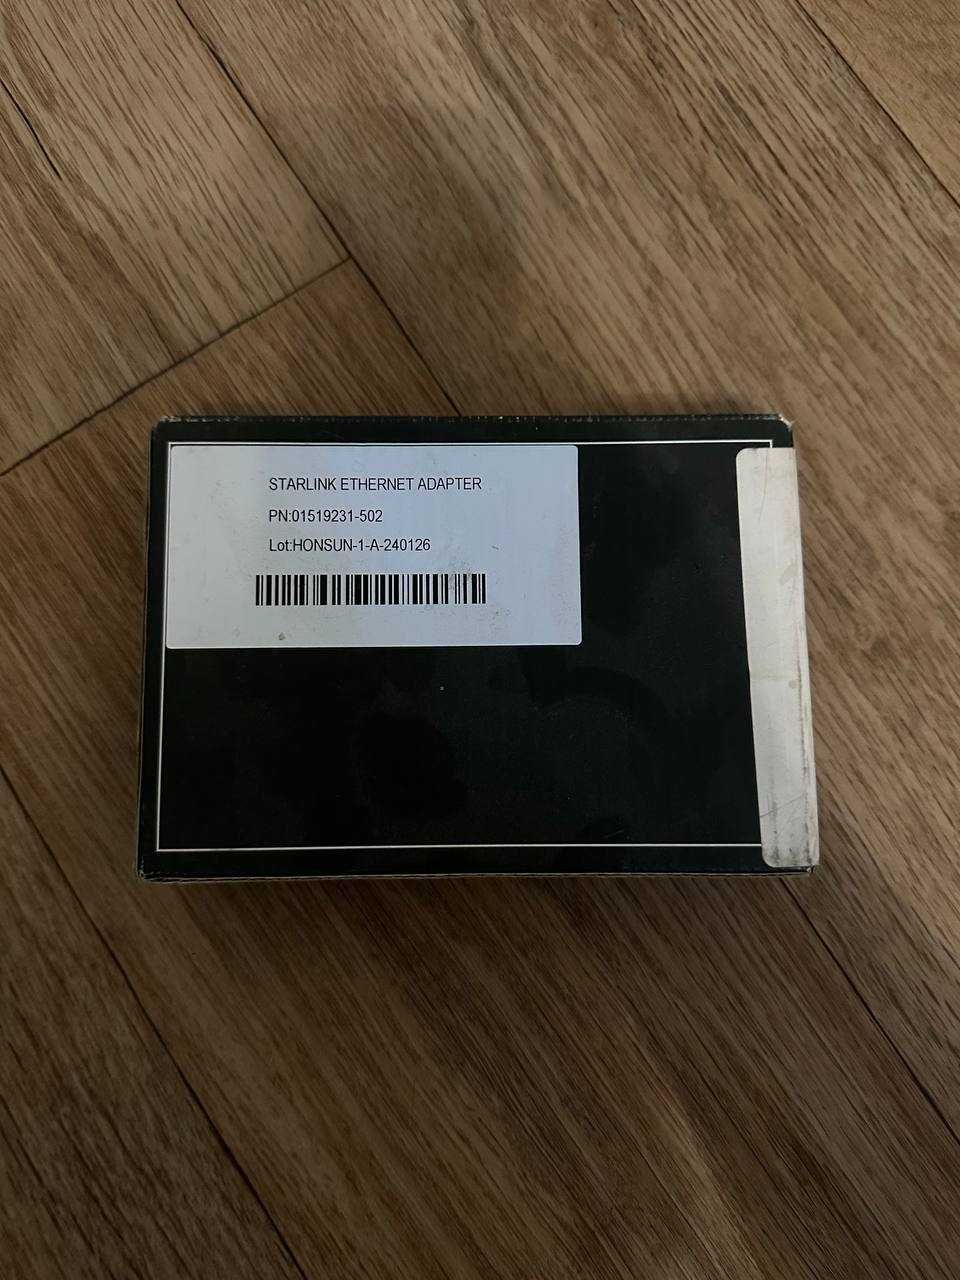 STARLINK ETHERNET ADAPTER
PN:01519231-502
Lot:HONSUN-1-A-240126